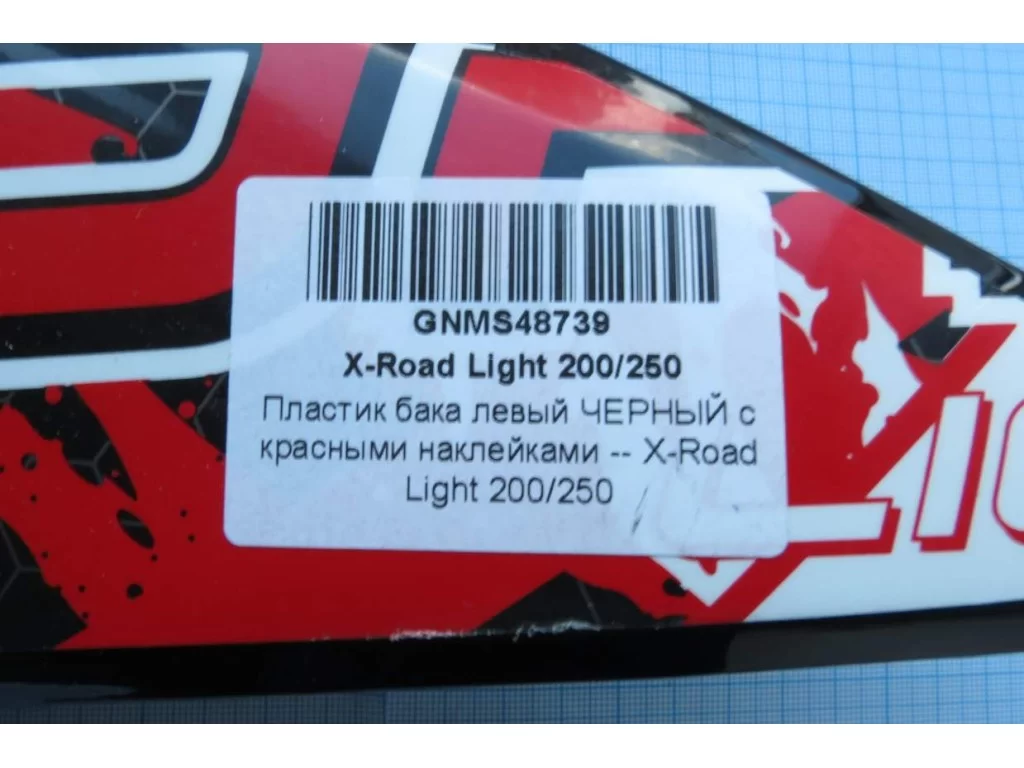 GNMS48739
X-Road Light 200/250
Пластик бака левый ЧЕРНЫЙ с
красными наклейками -- X-Road
Light 200/250